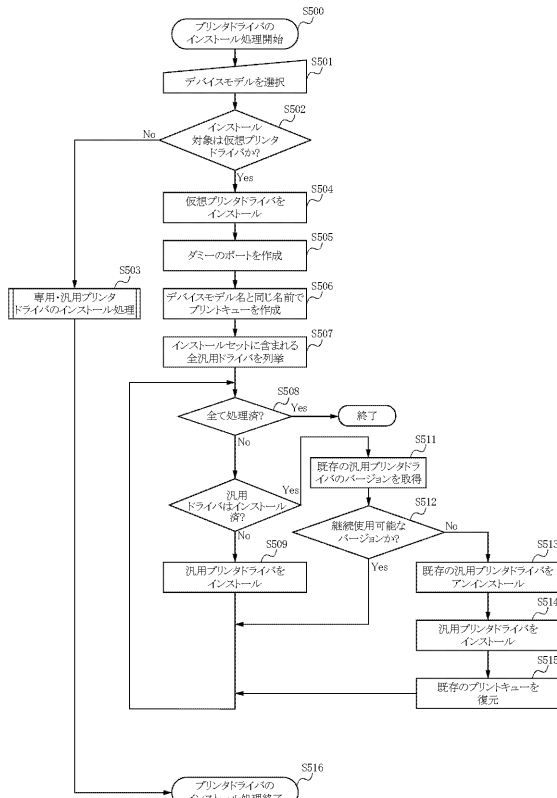 S500
プリンタドライバの
インストール処理開始
S501
デバイスモデルを選択
S502
インストール
対象は仮想プリンタ
ドライバか?
No
Yes
S504
仮想プリンタドライバを
インストール
S505
ダミーのポートを作成
S503
専用・汎用プリンタ
ドライバのインストール処理
S506
デバイスモデル名と同じ名前で
プリントキューを作成
S507
インストールセットに含まれる
全汎用ドライバを列挙
S508
全て処理済?
Yes
終了
No
S511
既存の汎用プリンタドライ
バのバージョンを取得
汎用
ドライバはインストール
済?
Yes
No
S512
継続使用可能な
バージョンか?
No
Yes
S509
汎用プリンタドライバを
インストール
S513
既存の汎用プリンタドライバを
アンインストール
S514
汎用プリンタドライバを
インストール
S515
既存のプリントキューを
復元
S516
プリンタドライバの
インストール処理終了